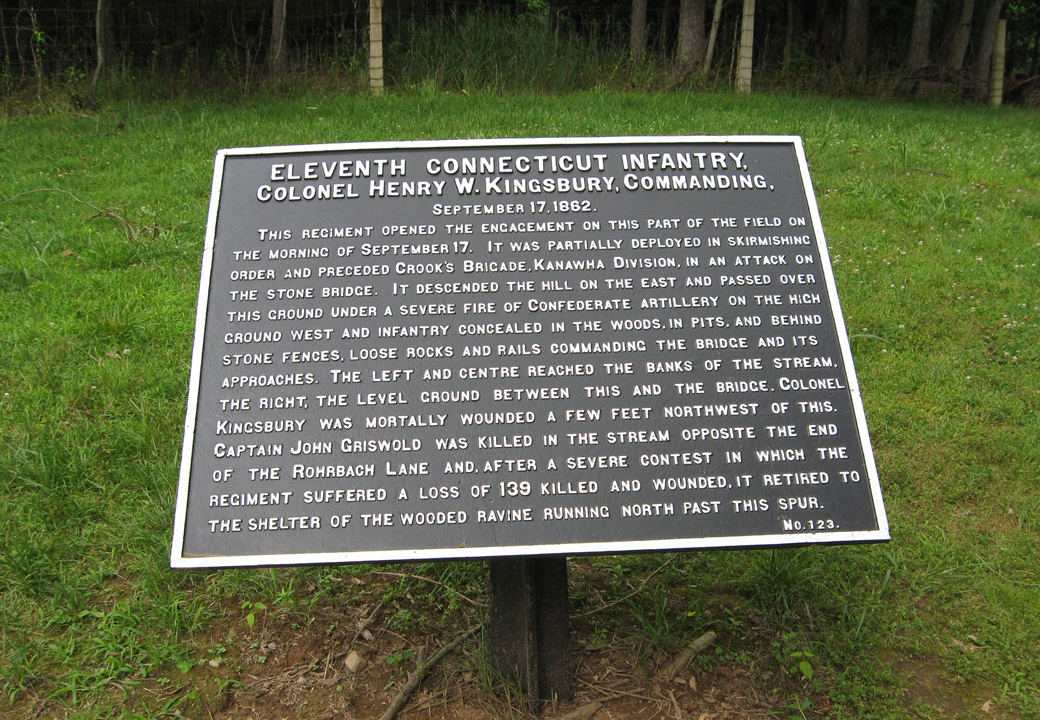 ELEVENTH CONNECTICUT INFANTRY,
COLONEL HENRY W. KINGSBURY, COMMANDING,
SEPTEMBER 17, 1862.
THIS REGIMENT OPENED THE ENGAGEMENT ON THIS PART OF THE FIELD ON
THE MORNING OF SEPTEMBER 17. IT WAS PARTIALLY DEPLOYED IN SKIRMISHING
ORDER AND PRECEDED CROOK'S BRIGADE, KANAWHA DIVISION, IN AN ATTACK ON
THE STONE BRIDGE. IT DESCENDED THE HILL ON THE EAST AND PASSED OVER
THIS GROUND UNDER A SEVERE FIRE OF CONFEDERATE ARTILLERY ON THE HIGH
GROUND WEST AND INFANTRY CONCEALED IN THE WOODS, IN PITS, AND BEHIND
STONE FENCES, LOOSE ROCKS AND RAILS COMMANDING THE BRIDGE AND ITS
APPROACHES. THE LEFT AND CENTRE REACHED THE BANKS OF THE STREAM,
THE RIGHT, THE LEVEL GROUND BETWEEN THIS AND THE BRIDGE. COLONEL
KINGSBURY WAS MORTALLY WOUNDED A FEW FEET NORTHWEST OF THIS.
CAPTAIN JOHN GRISWOLD WAS KILLED IN THE STREAM OPPOSITE THE END
OF THE ROHRBACH LANE AND, AFTER A SEVERE CONTEST IN WHICH THE
REGIMENT SUFFERED A LOSS OF 139 KILLED AND WOUNDED, IT RETIRED TO
THE SHELTER OF THE WOODED RAVINE RUNNING NORTH PAST THIS SPUR.
NO. 123.